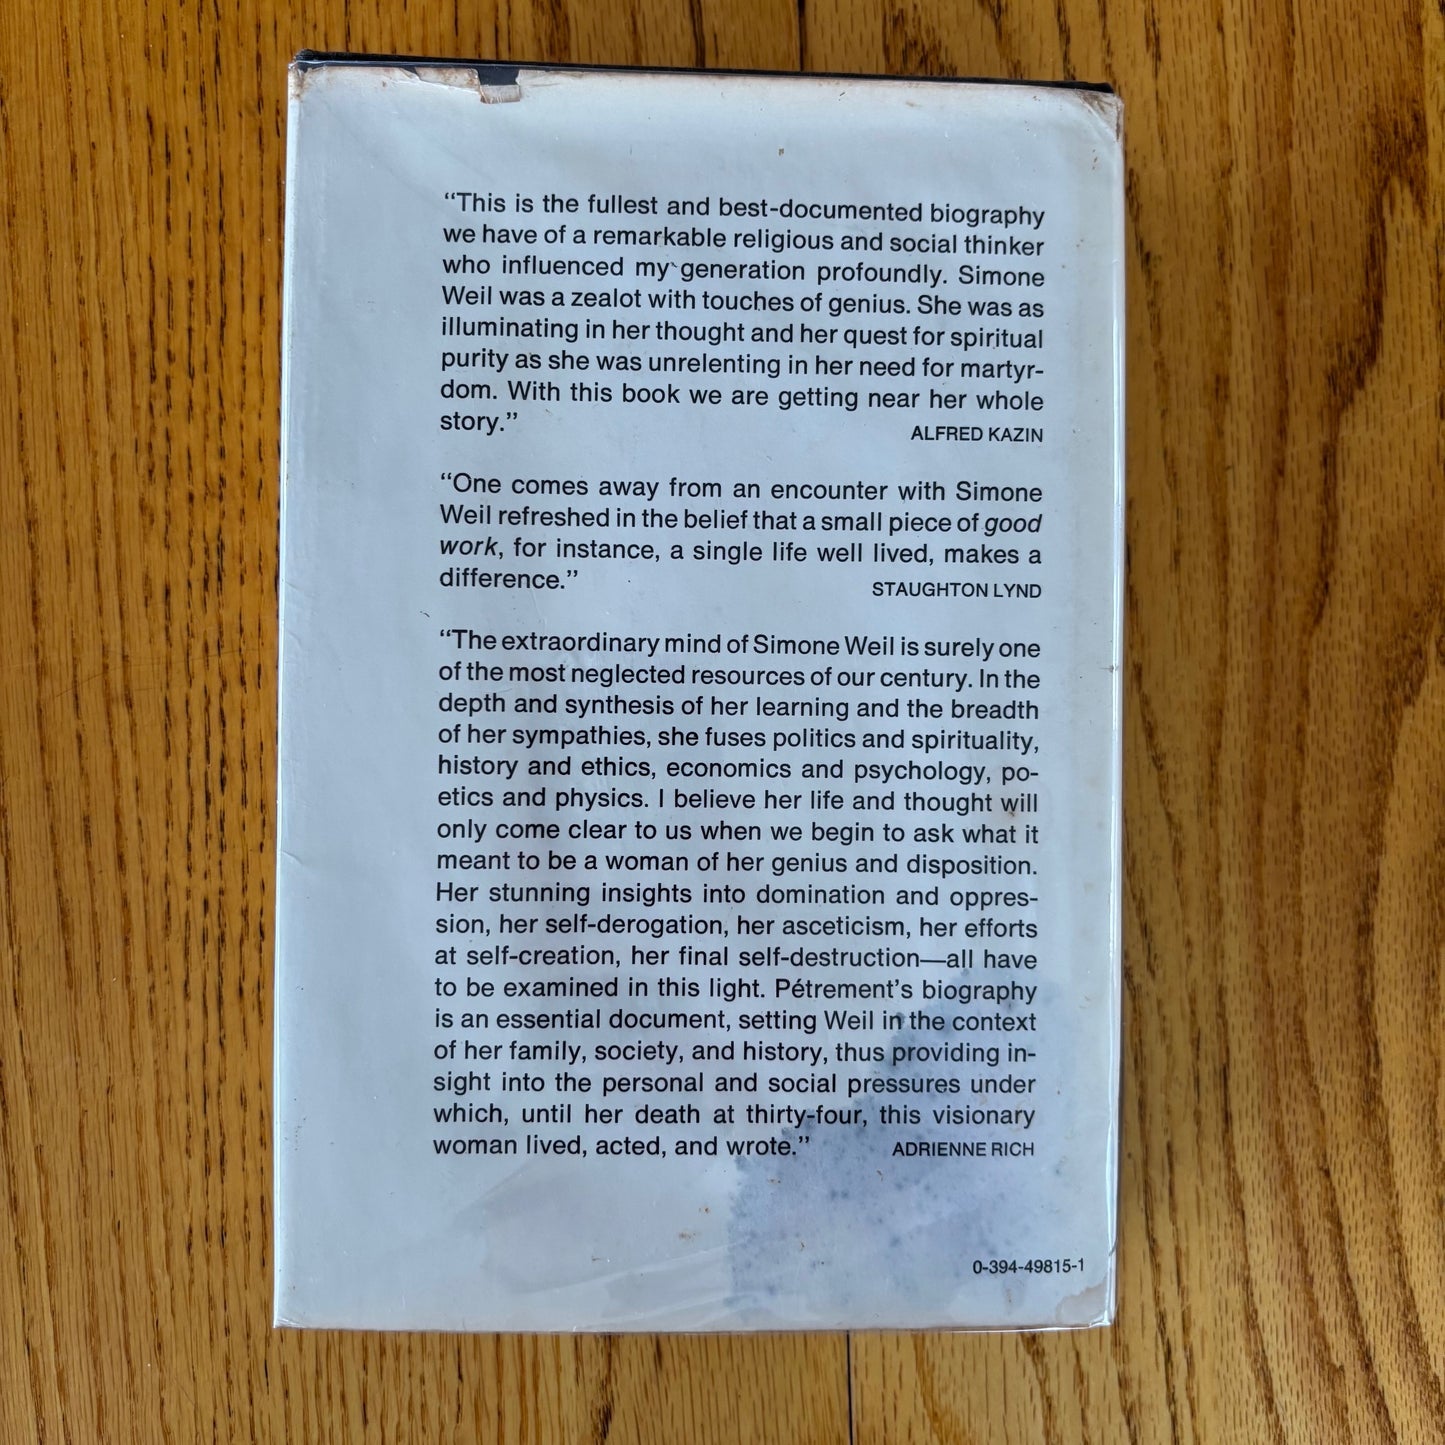 “This is the fullest and best-documented biography
we have of a remarkable religious and social thinker
who influenced my generation profoundly. Simone
Weil was a zealot with touches of genius. She was as
illuminating in her thought and her quest for spiritual
purity as she was unrelenting in her need for martyr-
dom. With this book we are getting near her whole
story.” ALFRED KAZIN
“One comes away from an encounter with Simone
Weil refreshed in the belief that a small piece of good
work, for instance, a single life well lived, makes a
difference.” STAUGHTON LYND
“The extraordinary mind of Simone Weil is surely one
of the most neglected resources of our century. In the
depth and synthesis of her learning and the breadth
of her sympathies, she fuses politics and spirituality,
history and ethics, economics and psychology, po-
etics and physics. I believe her life and thought will
only come clear to us when we begin to ask what it
meant to be a woman of her genius and disposition.
Her stunning insights into domination and oppres-
sion, her self-derogation, her asceticism, her efforts
at self-creation, her final self-destruction—all have
to be examined in this light. Pétrement’s biography
is an essential document, setting Weil in the context
of her family, society, and history, thus providing in-
sight into the personal and social pressures under
which, until her death at thirty-four, this visionary
woman lived, acted, and wrote.” ADRIENNE RICH
0-394-49815-1